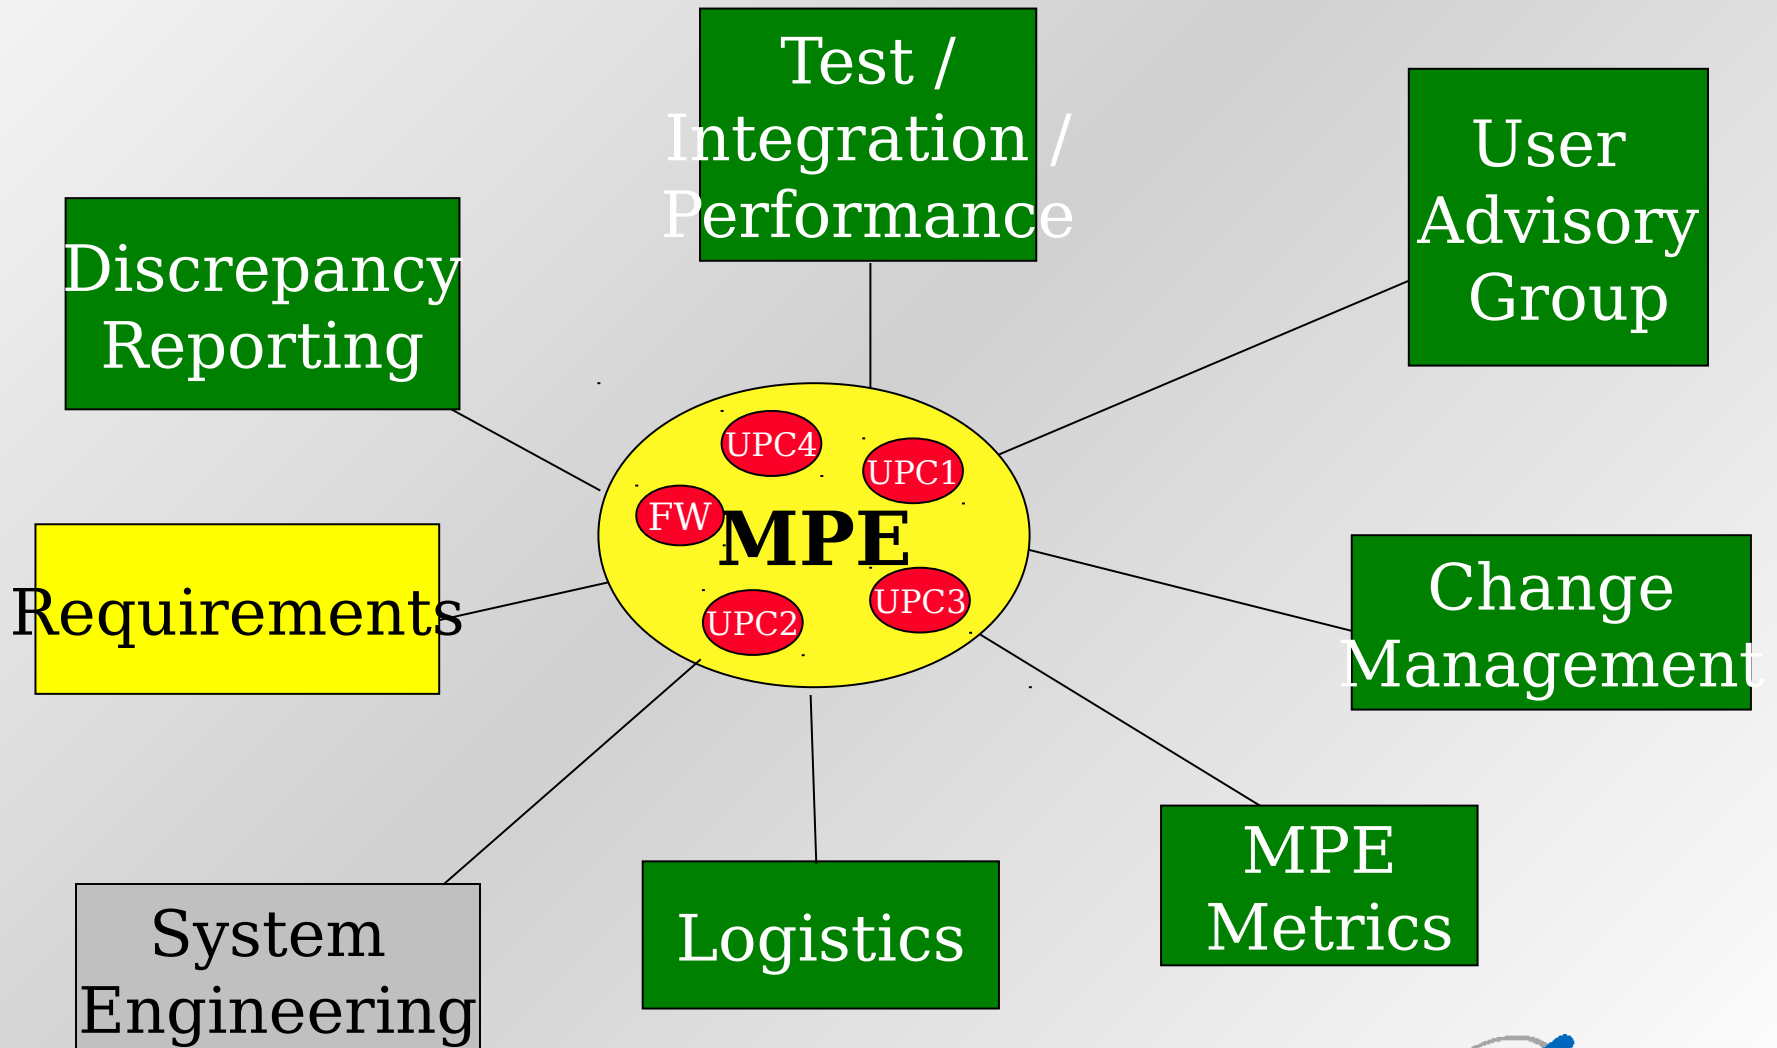 Test /
Integration /
Performance
User
Advisory
Group
Discrepancy
Reporting
UPC4
UPC1
FW
MPE
UPC3
UPC2
Requirements
Change
Management
MPE
Metrics
Logistics
System
Engineering